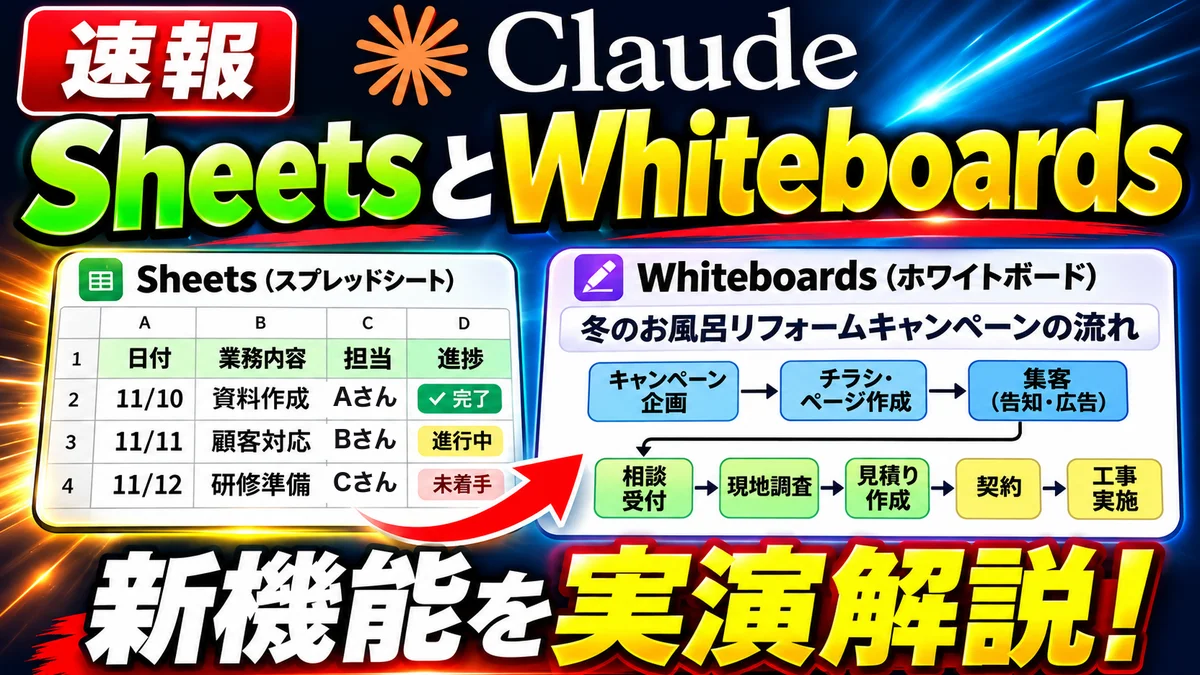 速報
Claude
SheetsとWhiteboards
Sheets（スプレッドシート）
A B C D
1 日付 業務内容 担当 進捗
2 11/10 資料作成 Aさん ✓完了
3 11/11 顧客対応 Bさん 進行中
4 11/12 研修準備 Cさん 未着手
Whiteboards（ホワイトボード）
冬のお風呂リフォームキャンペーンの流れ
キャンペーン
企画
チラシ・
ページ作成
集客
（告知・広告）
相談
受付
現地調査
見積り
作成
契約
工事
実施
新機能を実演解説！